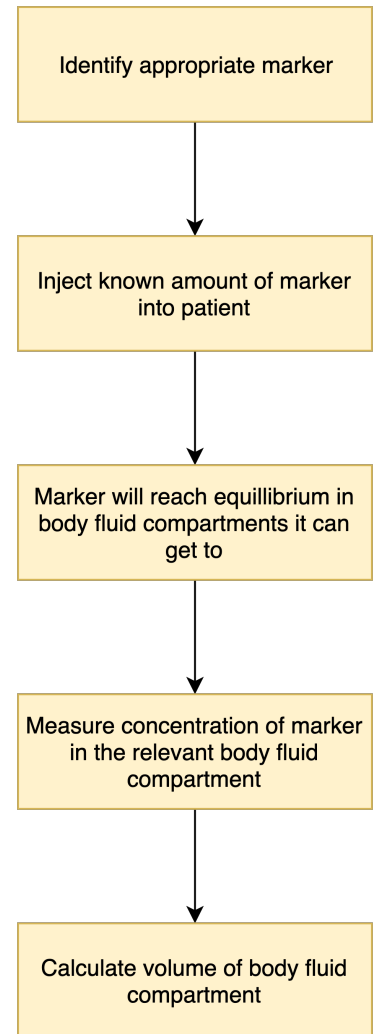 Identify appropriate marker
Inject known amount of marker
into patient
Marker will reach equillibrium in
body fluid compartments it can
get to
Measure concentration of marker
in the relevant body fluid
compartment
Calculate volume of body fluid
compartment